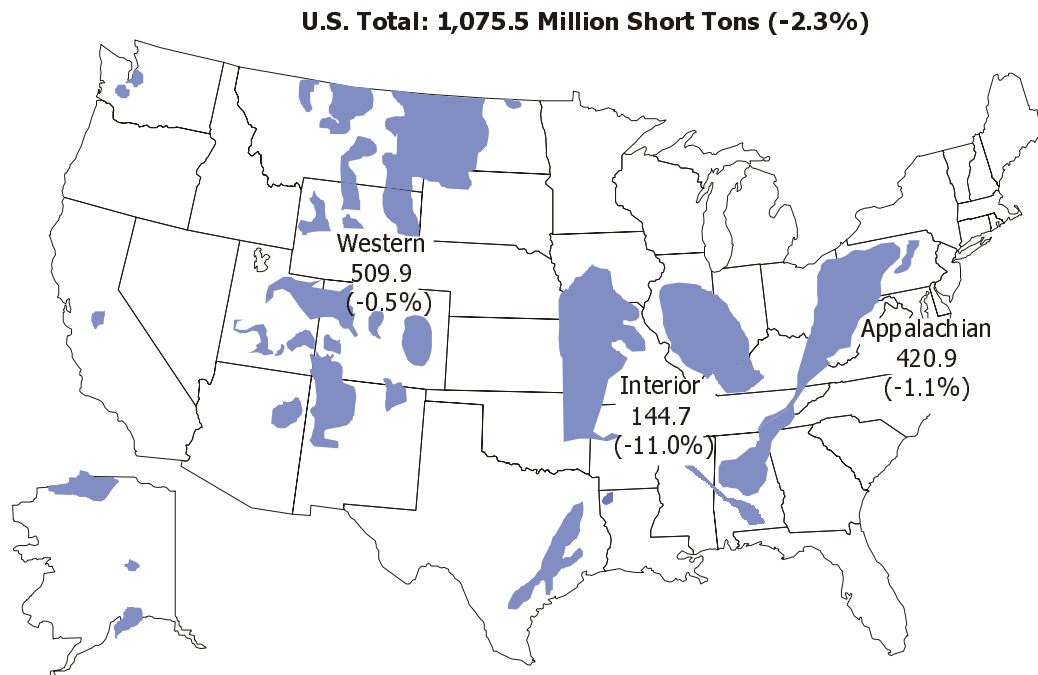 U.S. Total: 1,075.5 Million Short Tons (-2.3%)
Western
509.9
(-0.5%)
Appalachian
420.9
(-1.1%)
Interior
144.7
(-11.0%)